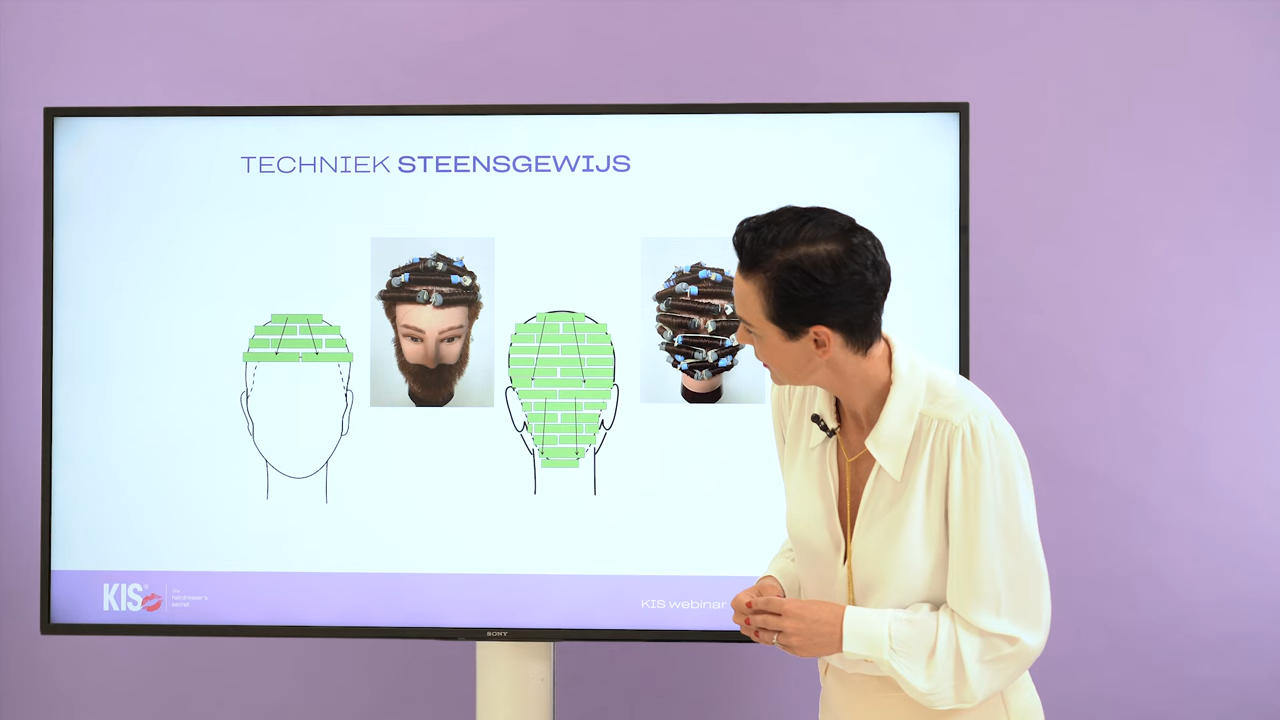 TECHNIEK STEENSGEWIJS
KIS
the
hairdresser's
secret
KIS webinar
SONY